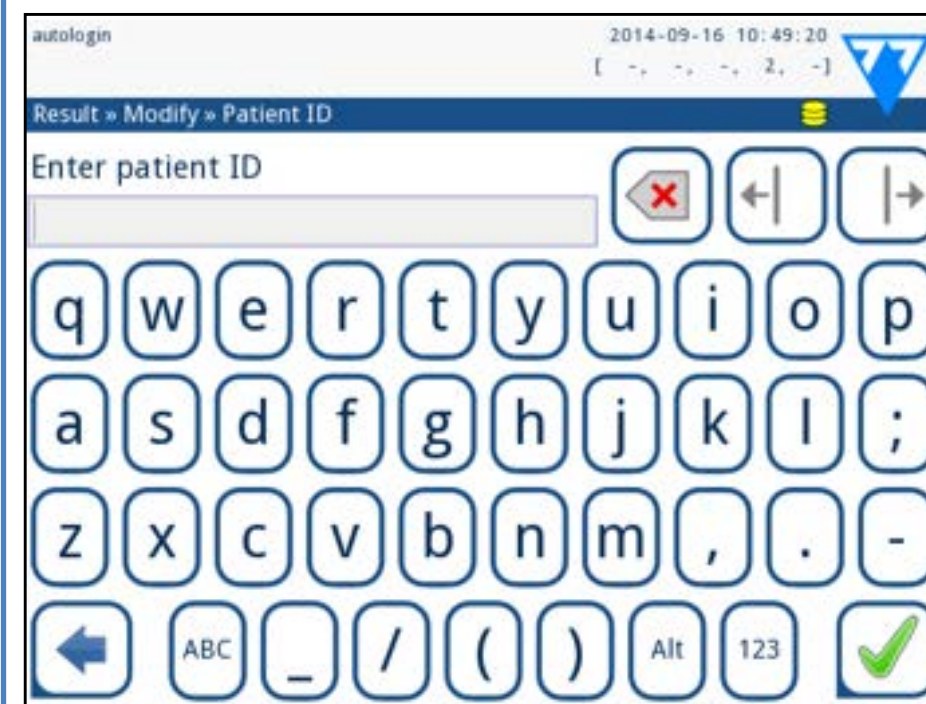 autologin 2014-09-16 10:49:20
[ -, -, -, 2, -]
Result » Modify » Patient ID
Enter patient ID
q w e r t y u i o p
a s d f g h j k l ;
z x c v b n m , . -
ABC _ / ( ) Alt 123